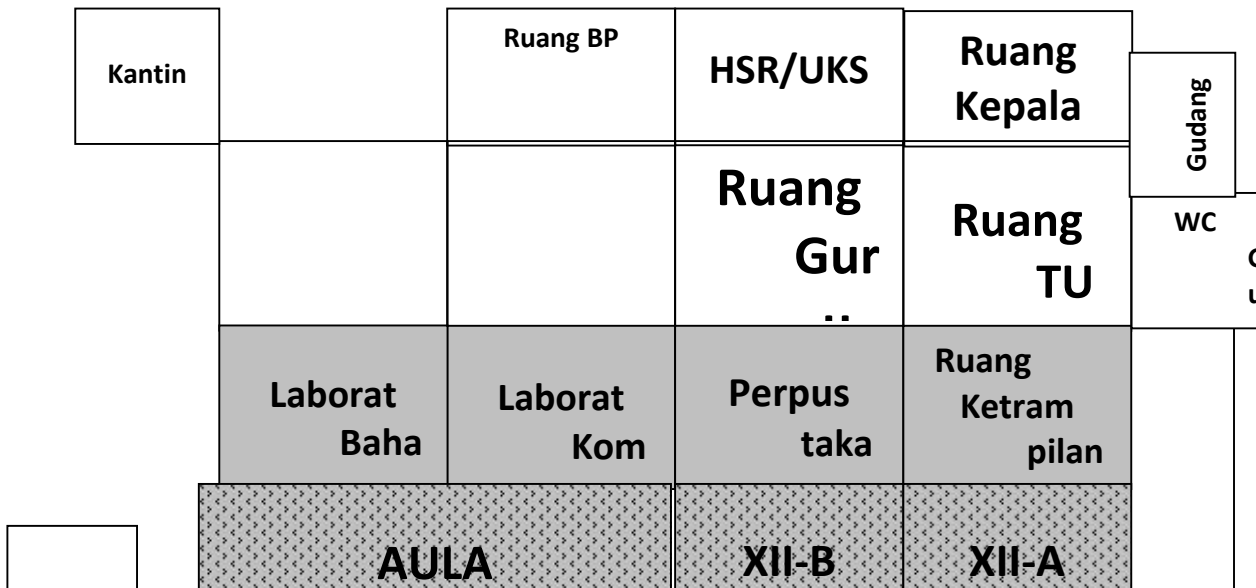 Kantin
Ruang BP
HSR/UKS
Ruang
Kepala
Gudang
Ruang
Gur
Ruang
TU
WC
Laborat
Baha
Laborat
Kom
Perpus
taka
Ruang
Ketram
pilan
AULA
XII-B
XII-A